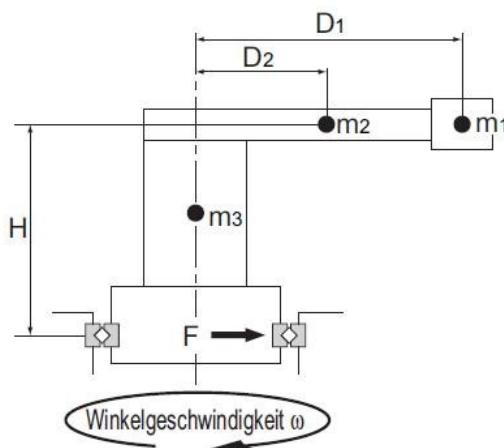 D1
D2
m2
m1
H
m3
F
Winkelgeschwindigkeit ω